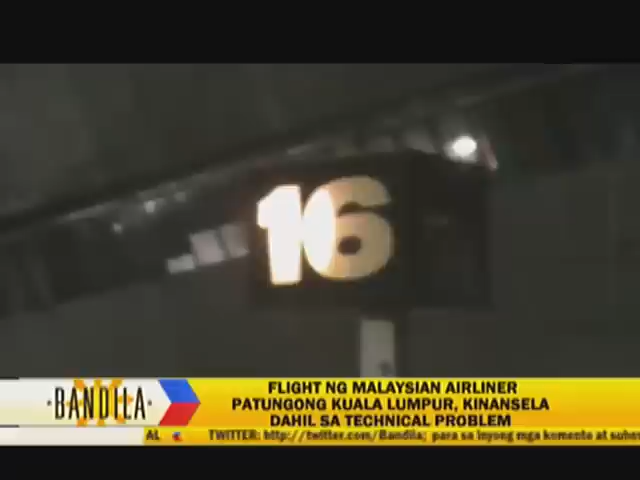 16
BANDILA
FLIGHT NG MALAYSIAN AIRLINER
PATUNGONG KUALA LUMPUR, KINANSELA
DAHIL SA TECHNICAL PROBLEM
AL TWITTER: http://twitter.com/Bandila; para sa inyong mga komento at suhes